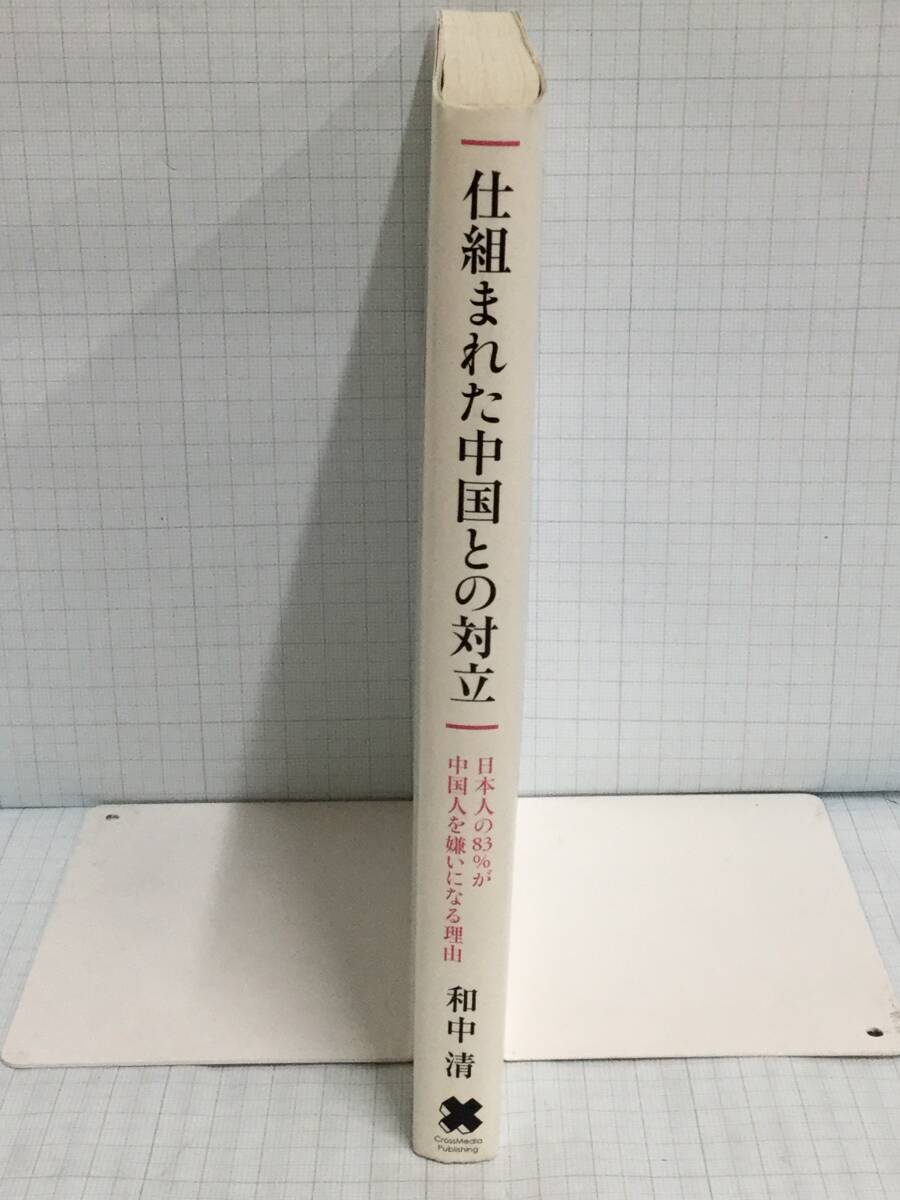 仕組まれた中国との対立
日本人の83%が
中国人を嫌いになる理由
和中 清
CrossMedia
Publishing